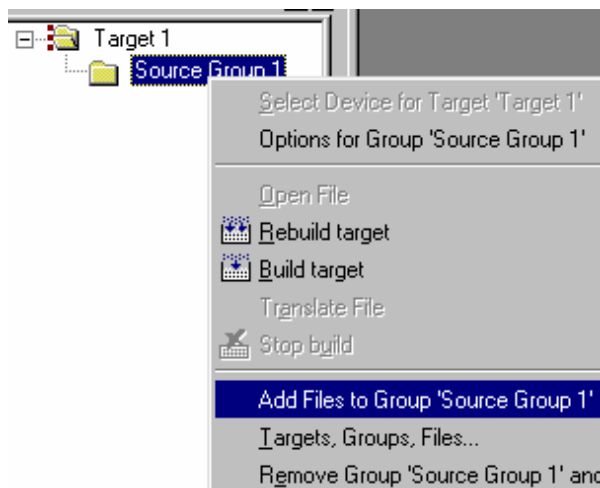 Target 1
Source Group 1
Select Device for Target 'Target 1'
Options for Group 'Source Group 1'
Open File
Rebuild target
Build target
Translate File
Stop build
Add Files to Group 'Source Group 1'
Targets, Groups, Files...
Remove Group 'Source Group 1' and